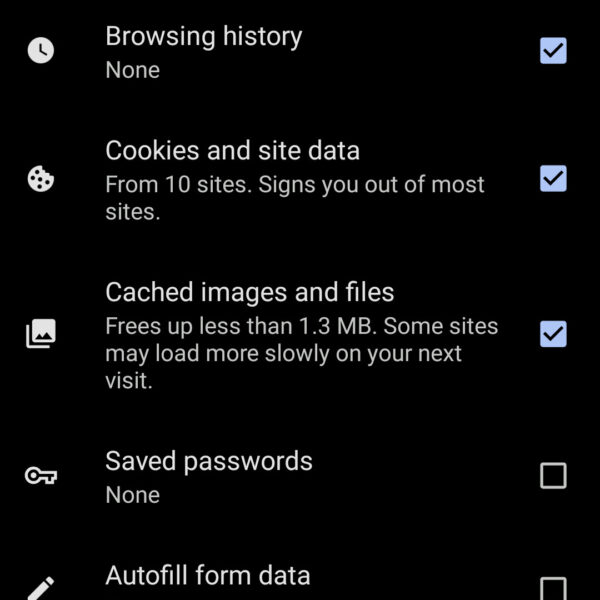 Browsing history
None
Cookies and site data
From 10 sites. Signs you out of most
sites.
Cached images and files
Frees up less than 1.3 MB. Some sites
may load more slowly on your next
visit.
Saved passwords
None
Autofill form data